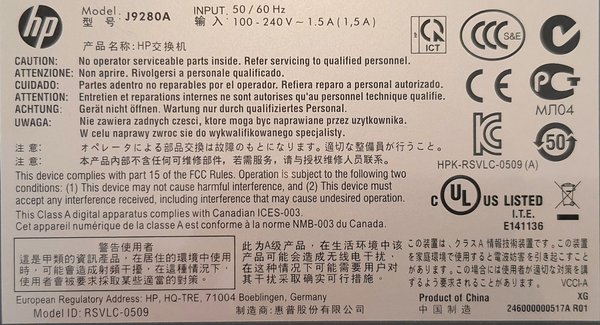 hp
Model: J9280A
型 号:
INPUT: 50 / 60 Hz
输 入: 100 - 240 V ~ 1.5 A (1,5 A)
产品名称: HP交换机
CAUTION: No operator serviceable parts inside. Refer servicing to qualified personnel.
ATTENZIONE: Non aprire. Rivolgersi a personale qualificato.
CUIDADO: Partes adentro no reparables por el operador. Refiera reparo a personal autorizado.
ATTENTION: Entretien et reparations internes ne sont autorises qu'au personnel technique qualifié.
ACHTUNG: Gerät nicht öffnen. Wartung nur durch qualifiziertes Personal.
UWAGA: Nie zawiera żadnych czesci, ktore moga byc naprawiane przez uzytkownika.
W celu naprawy zwroc sie do wykwalifikowanego specjalisty.
注意: オペレータによる部品交換は故障のもとになります。適切な整備員が行うこと。
注意: 本产品内部不含任何可维修部件。若需维修,请与授权维修人员联系。
This device complies with part 15 of the FCC Rules. Operation is subject to the following two
conditions: (1) This device may not cause harmful interference, and (2) This device must
accept any interference received, including interference that may cause undesired operation.
This Class A digital apparatus complies with Canadian ICES-003.
Cet appareil numérique de la classe A est conforme à la norme NMB-003 du Canada.
ICT
CCC
S&E
N
CE
МЛ04
50
HPK-RSVLC-0509 (A)
c UL US LISTED
I.T.E.
E141136
警告使用者
這是甲類的資訊產品,在居住的環境中使用
時,可能會造成射頻干擾,在這種情況下,
使用者會被要求採取某些適當的對策。
此为A级产品,在生活环境中该
产品可能会造成无线电干扰,
在这种情况下可能需要用户对
其干扰采取确实可行措施。
この装置は、クラスA 情報技術装置です。この装置
を家庭環境で使用すると電波妨害を引き起こすこと
があります。この場合には使用者が適切な対策を講
ずるよう要求されることがあります。 VCCI-A
European Regulatory Address: HP, HQ-TRE, 71004 Boeblingen, Germany
Model ID: RSVLC-0509
制造商: 惠普股份有限公司
Product of China
中国制造
XG
246000000517A R01